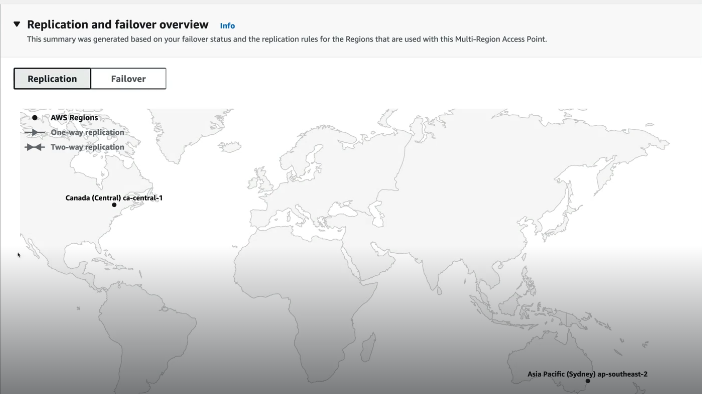 Replication and failover overview Info
This summary was generated based on your failover status and the replication rules for the Regions that are used with this Multi-Region Access Point.
Replication Failover
AWS Regions
One-way replication
Two-way replication
Canada (Central) ca-central-1
Asia Pacific (Sydney) ap-southeast-2